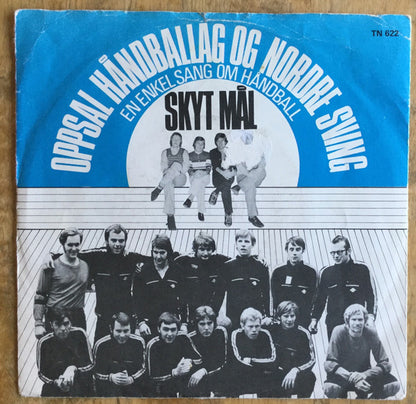 TN 622
OPPSAL HÅNDBALLAG OG NORDRE SVING
EN ENKEL SANG OM HÅNDBALL
SKYT MÅL